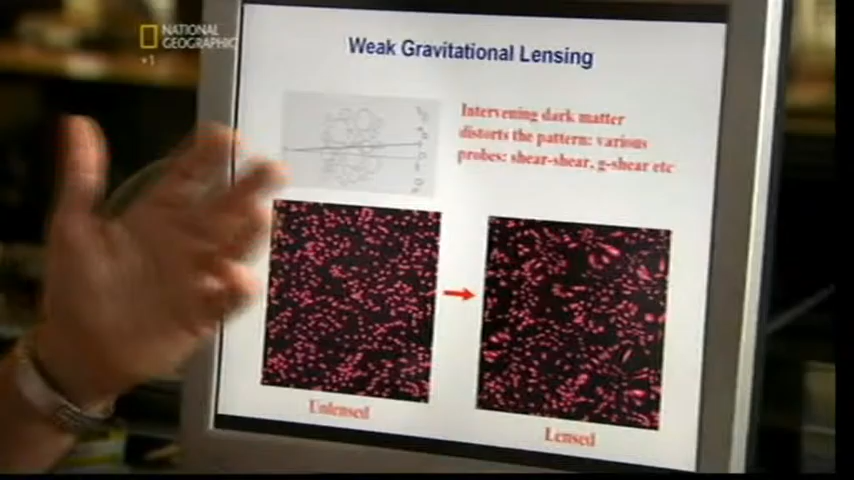 NATIONAL
GEOGRAPHIC
+1
Weak Gravitational Lensing
Intervening dark matter
distorts the pattern: various
probes: shear-shear, g-shear etc
Unlensed
Lensed